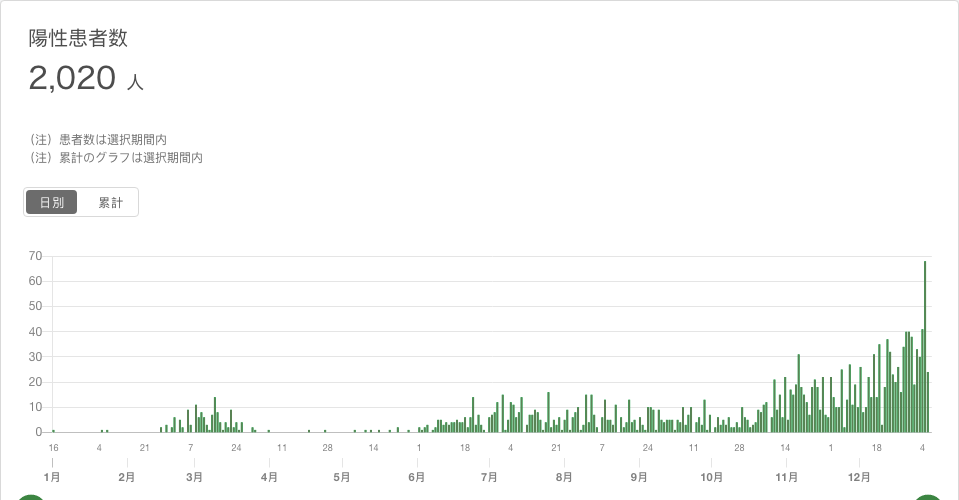 陽性患者数
2,020 人
（注）患者数は選択期間内
（注）累計のグラフは選択期間内
日別 累計
70
60
50
40
30
20
10
0
16 4 21 7 24 11 28 14 1 18 4 21 7 24 11 28 14 1 18 4
1月 2月 3月 4月 5月 6月 7月 8月 9月 10月 11月 12月